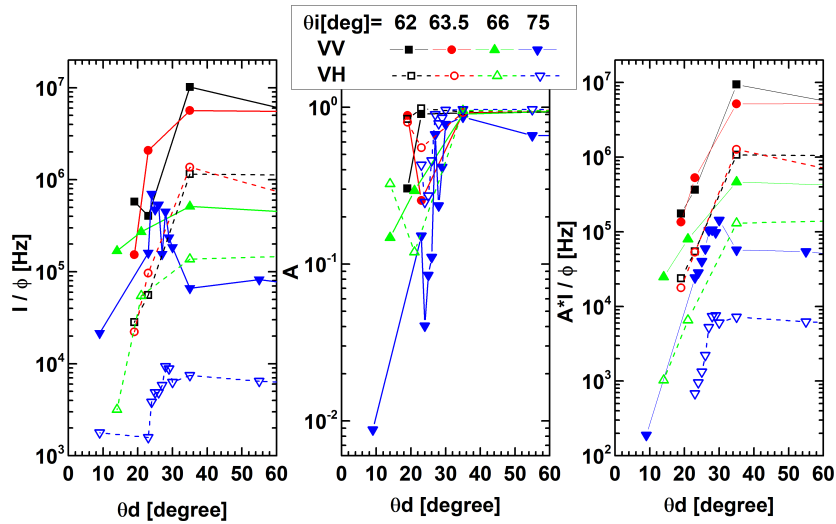 θi[deg]= 62 63.5 66 75
VV
VH
10⁷
10⁶
10⁵
10⁴
10³
I / ϕ [Hz]
0 10 20 30 40 50 60
θd [degree]
10⁰
10⁻¹
10⁻²
A
0 10 20 30 40 50 60
θd [degree]
10⁷
10⁶
10⁵
10⁴
10³
10²
A*I / ϕ [Hz]
0 10 20 30 40 50 60
θd [degree]